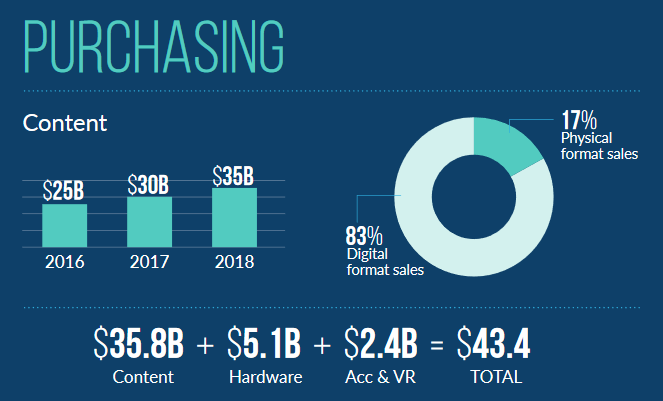 PURCHASING
Content
$25B
$30B
$35B
2016
2017
2018
17%
Physical
format sales
83%
Digital
format sales
$35.8B + $5.1B + $2.4B = $43.4
Content Hardware Acc & VR TOTAL